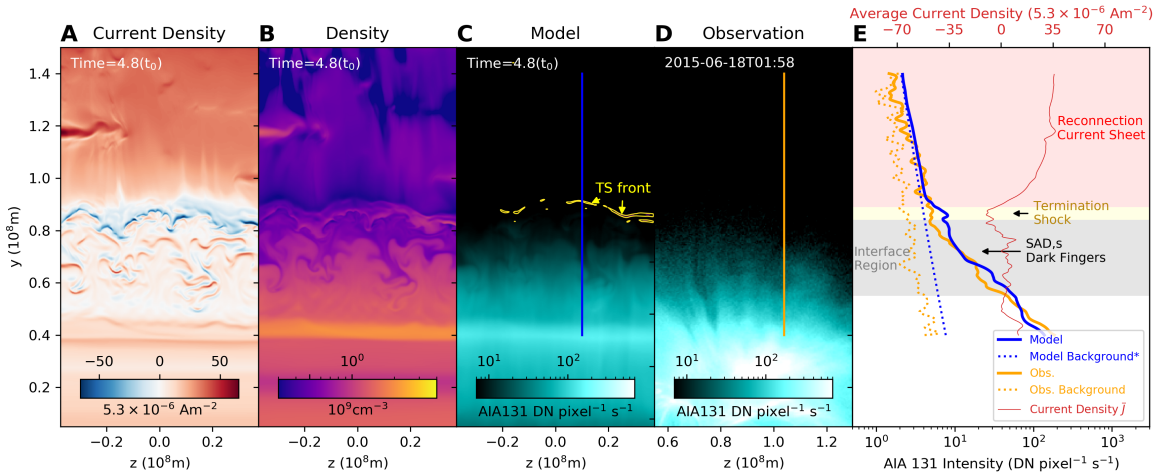 A Current Density
B Density
C Model
D Observation
E
Average Current Density (5.3×10⁻⁶ Am⁻²)
−70 −35 0 35 70
Time=4.8(t₀)
Time=4.8(t₀)
Time=4.8(t₀)
2015-06-18T01:58
y (10⁸m)
1.4
1.2
1.0
0.8
0.6
0.4
0.2
TS front
Reconnection
Current Sheet
Termination
Shock
Interface
Region
SAD,s
Dark Fingers
−50 0 50
5.3×10⁻⁶ Am⁻²
10⁰
10⁹cm⁻³
10¹ 10²
AIA131 DN pixel⁻¹ s⁻¹
10¹ 10²
AIA131 DN pixel⁻¹ s⁻¹
Model
Model Background*
Obs.
Obs. Background
Current Density J̄
−0.2 0.0 0.2
−0.2 0.0 0.2
−0.2 0.0 0.2
0.6 0.8 1.0 1.2
10⁰ 10¹ 10² 10³
z (10⁸m)
z (10⁸m)
z (10⁸m)
z (10⁸m)
AIA 131 Intensity (DN pixel⁻¹ s⁻¹)